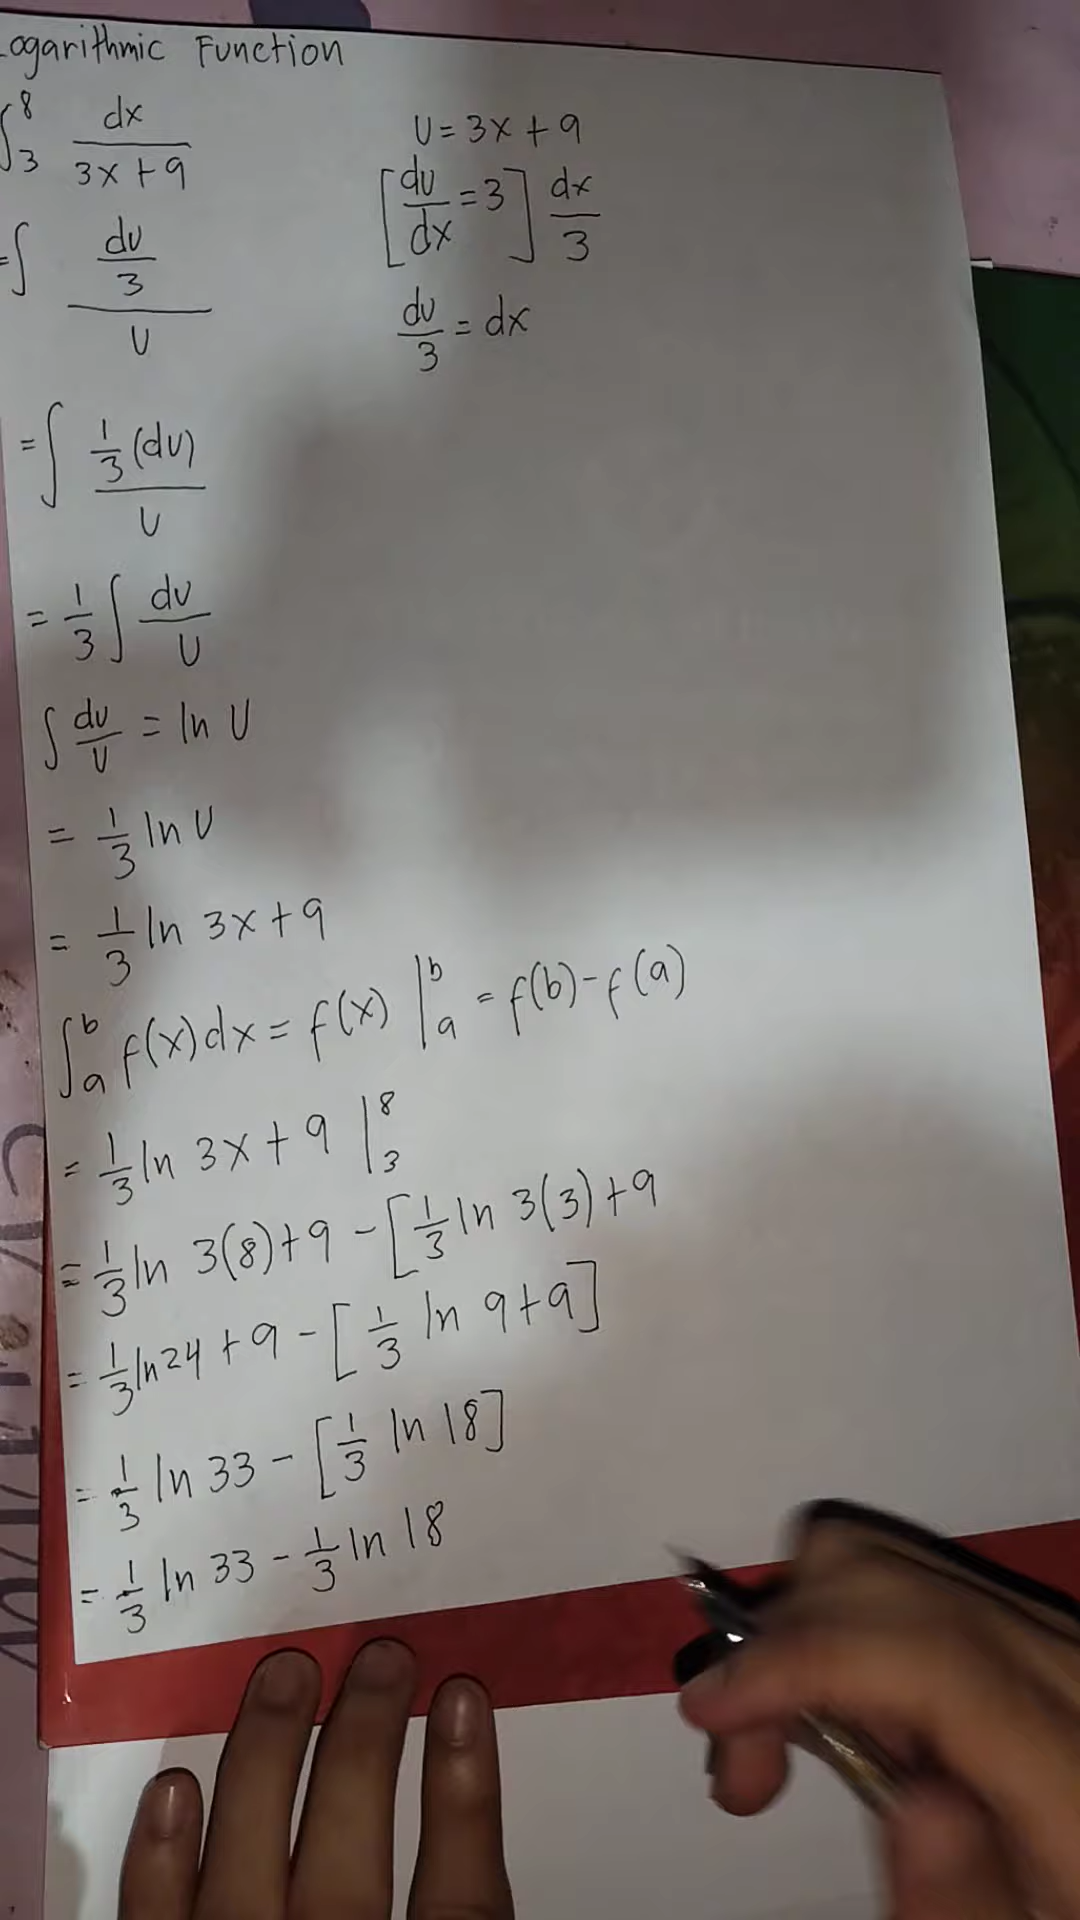 Logarithmic Function
∫₃⁸ dx/(3x+9)
U = 3x+9
[du/dx = 3] dx/3
= ∫ (du/3)/U
du/3 = dx
= ∫ (1/3 (du))/U
= 1/3 ∫ du/U
∫ du/U = ln U
= 1/3 ln U
= 1/3 ln 3x+9
∫ₐᵇ f(x)dx = f(x) |ₐᵇ = f(b)-f(a)
= 1/3 ln 3x+9 |₃⁸
= 1/3 ln 3(8)+9 - [1/3 ln 3(3)+9
= 1/3 ln 24+9 - [1/3 ln 9+9]
= 1/3 ln 33 - [1/3 ln 18]
= 1/3 ln 33 - 1/3 ln 18